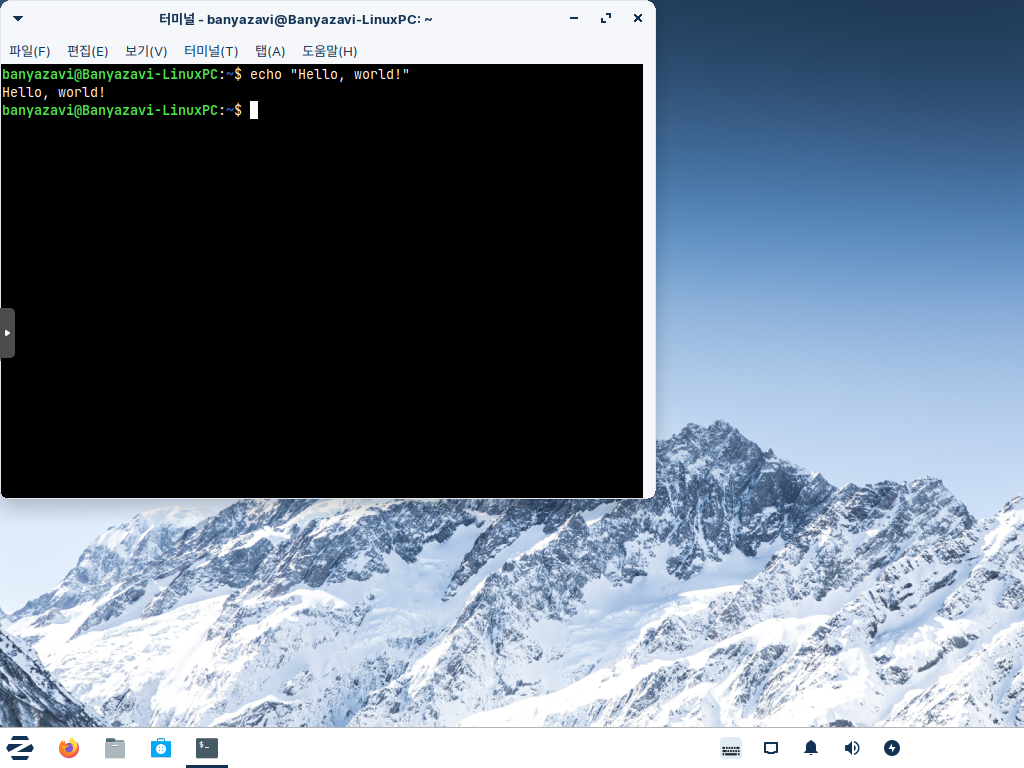 터미널 - banyazavi@Banyazavi-LinuxPC: ~
파일(F) 편집(E) 보기(V) 터미널(T) 탭(A) 도움말(H)
banyazavi@Banyazavi-LinuxPC:~$ echo "Hello, world!"
Hello, world!
banyazavi@Banyazavi-LinuxPC:~$